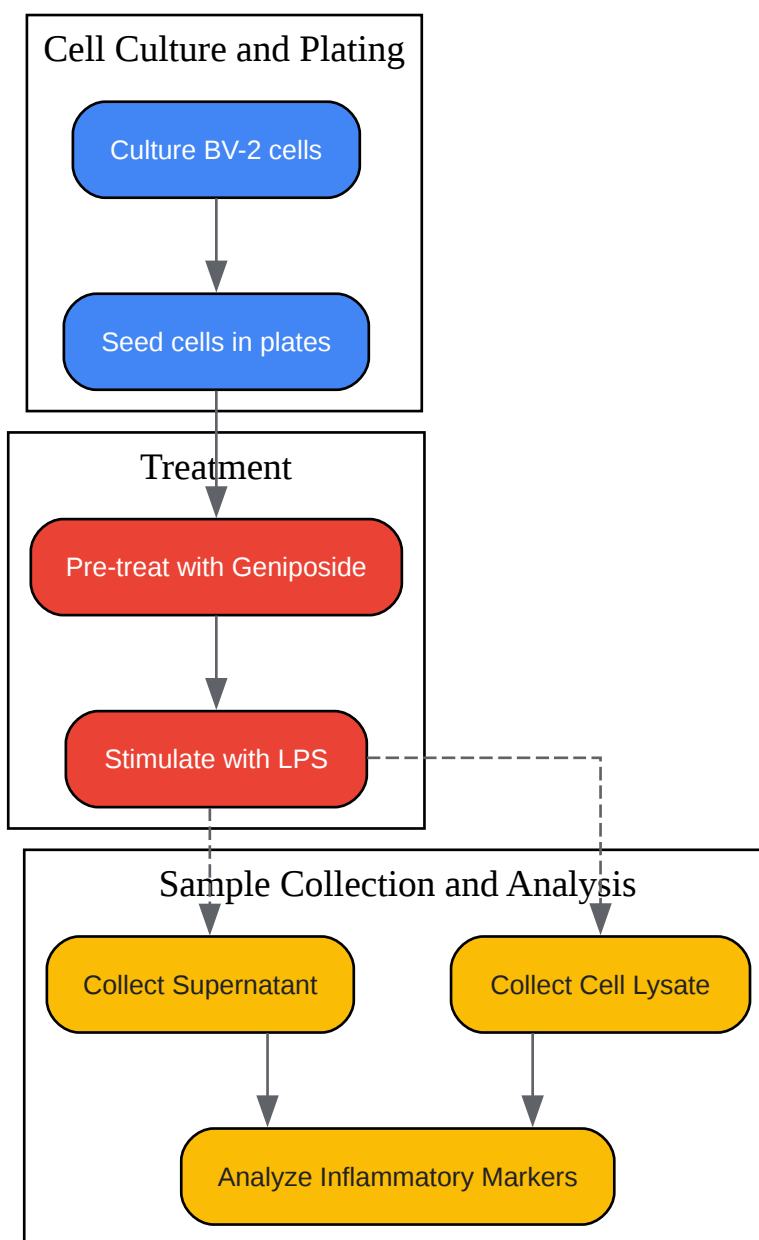 Cell Culture and Plating
Culture BV-2 cells
Seed cells in plates
Treatment
Pre-treat with Geniposide
Stimulate with LPS
Sample Collection and Analysis
Collect Supernatant
Collect Cell Lysate
Analyze Inflammatory Markers